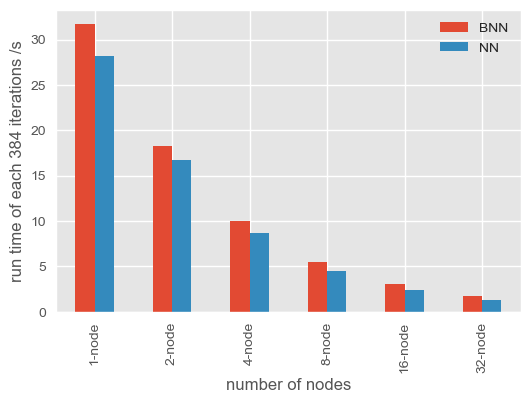 BNN
NN
run time of each 384 iterations /s
30
25
20
15
10
5
0
1-node
2-node
4-node
8-node
16-node
32-node
number of nodes